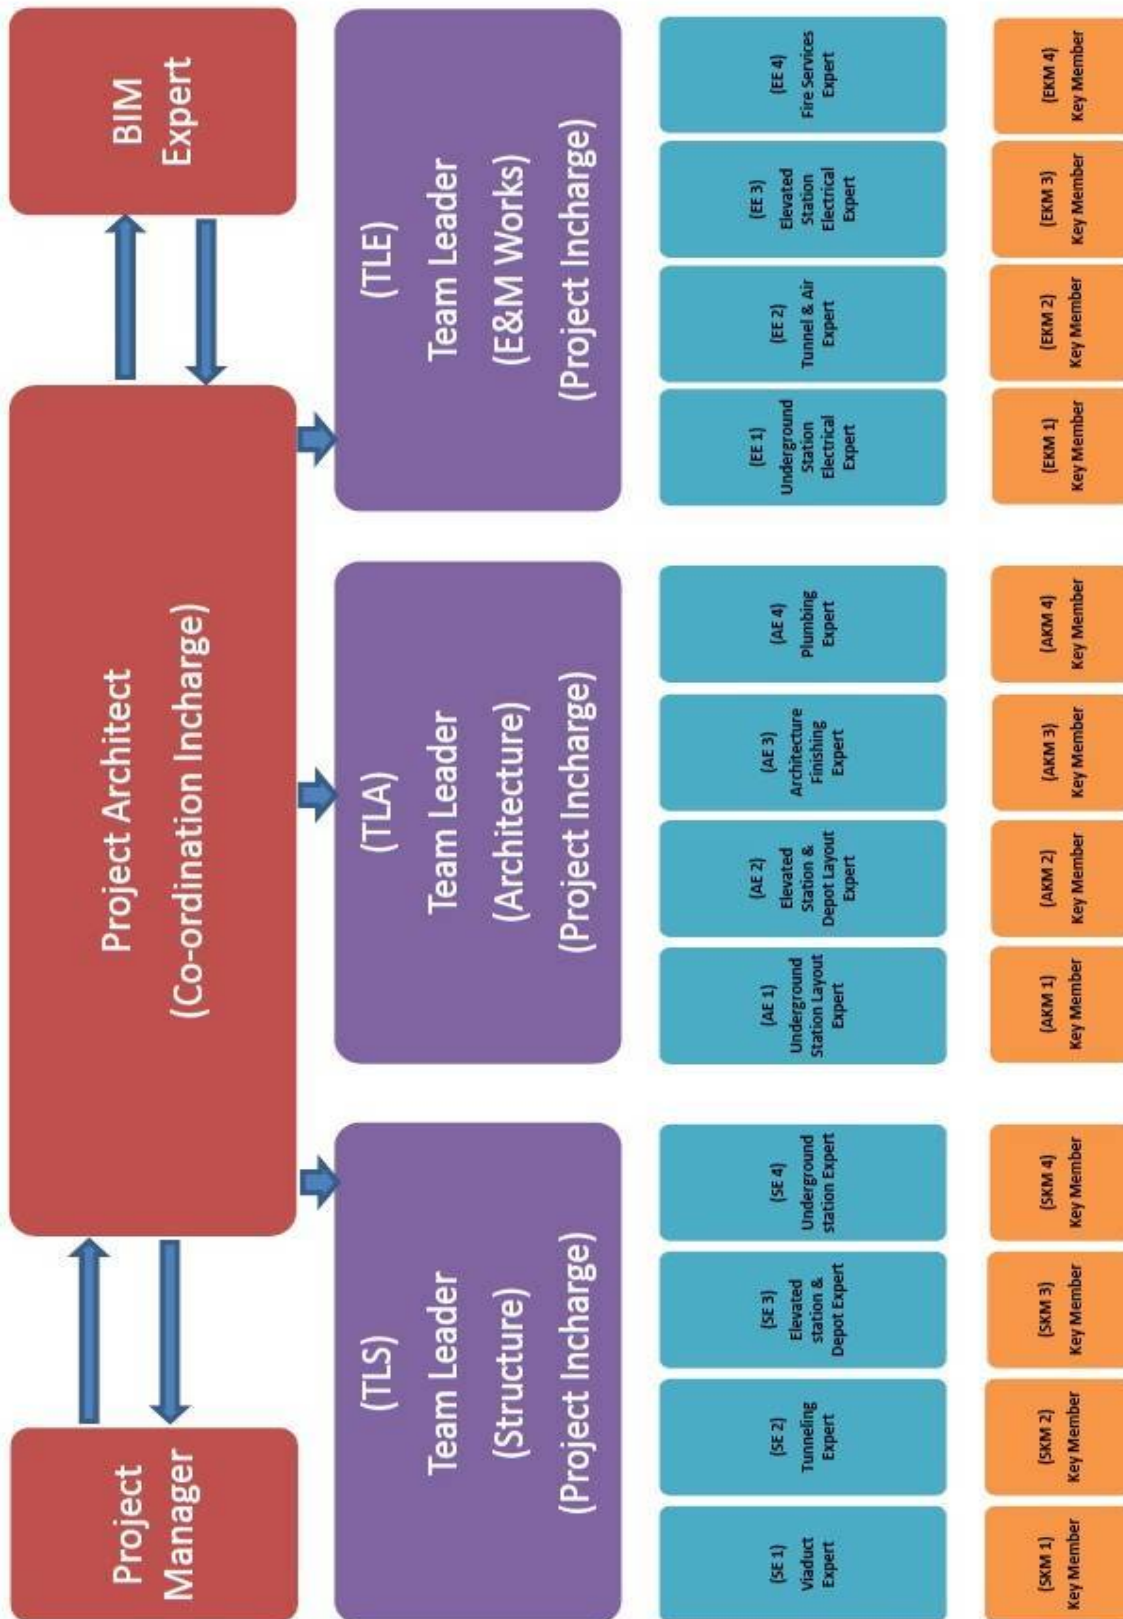 Project
Manager
Project Architect
(Co-ordination Incharge)
BIM
Expert
(TLS)
Team Leader
(Structure)
(Project Incharge)
(TLA)
Team Leader
(Architecture)
(Project Incharge)
(TLE)
Team Leader
(E&M Works)
(Project Incharge)
(SE 1)
Viaduct
Expert
(SE 2)
Tunneling
Expert
(SE 3)
Elevated
station &
Depot Expert
(SE 4)
Underground
station Expert
(AE 1)
Underground
Station Layout
Expert
(AE 2)
Elevated
Station &
Depot Layout
Expert
(AE 3)
Architecture
Finishing
Expert
(AE 4)
Plumbing
Expert
(EE 1)
Underground
Station
Electrical
Expert
(EE 2)
Tunnel & Air
Expert
(EE 3)
Elevated
Station
Electrical
Expert
(EE 4)
Fire Services
Expert
(SKM 1)
Key Member
(SKM 2)
Key Member
(SKM 3)
Key Member
(SKM 4)
Key Member
(AKM 1)
Key Member
(AKM 2)
Key Member
(AKM 3)
Key Member
(AKM 4)
Key Member
(EKM 1)
Key Member
(EKM 2)
Key Member
(EKM 3)
Key Member
(EKM 4)
Key Member